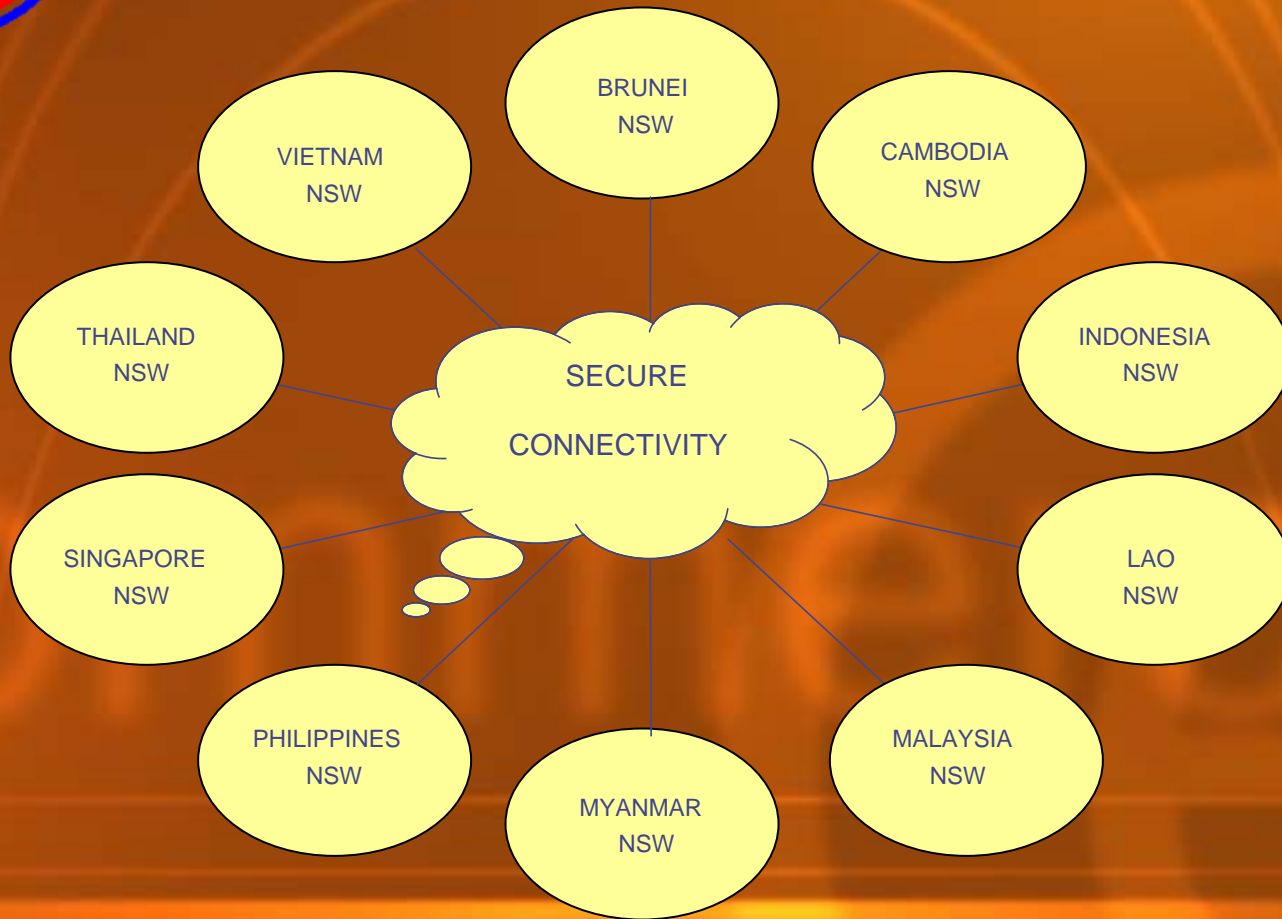 BRUNEI
NSW
VIETNAM
NSW
CAMBODIA
NSW
THAILAND
NSW
SECURE
CONNECTIVITY
INDONESIA
NSW
SINGAPORE
NSW
LAO
NSW
PHILIPPINES
NSW
MALAYSIA
NSW
MYANMAR
NSW